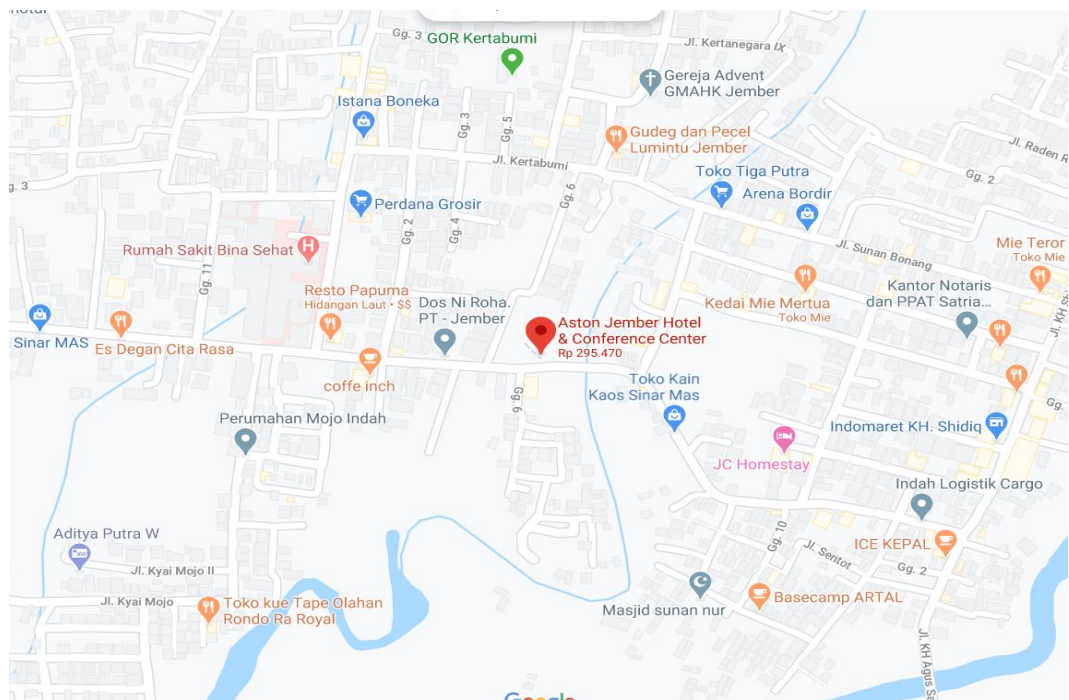 Gg. 3
GOR Kertabumi
Jl. Kertanegara IX
Gereja Advent
GMAHK Jember
Istana Boneka
Gg. 3
Gg. 5
Gudeg dan Pecel
Lumintu Jember
Jl. Kertabumi
Jl. Raden
Gg. 2
g. 3
Toko Tiga Putra
Arena Bordir
Gg. 6
Perdana Grosir
Gg. 2
Gg. 4
Jl. Sunan Bonang
Rumah Sakit Bina Sehat
Mie Teror
Toko Mie
Gg. 11
Resto Papuma
Hidangan Laut • $$
Dos Ni Roha.
PT - Jember
Kedai Mie Mertua
Toko Mie
Kantor Notaris
dan PPAT Satria...
Jl. KH
Sinar MAS
Es Degan Cita Rasa
Aston Jember Hotel
& Conference Center
Rp 295.470
coffe inch
Toko Kain
Kaos Sinar Mas
Gg. 6
Gg.
Perumahan Mojo Indah
Indomaret KH. Shidiq
JC Homestay
Indah Logistik Cargo
Aditya Putra W
Gg. 10
ICE KEPAL
Jl. Sentot
Gg. 2
Jl. Kyai Mojo II
Jl. Kyai Mojo
Toko kue Tape Olahan
Rondo Ra Royal
Masjid sunan nur
Basecamp ARTAL
Jl. KH Agus Sa
Google